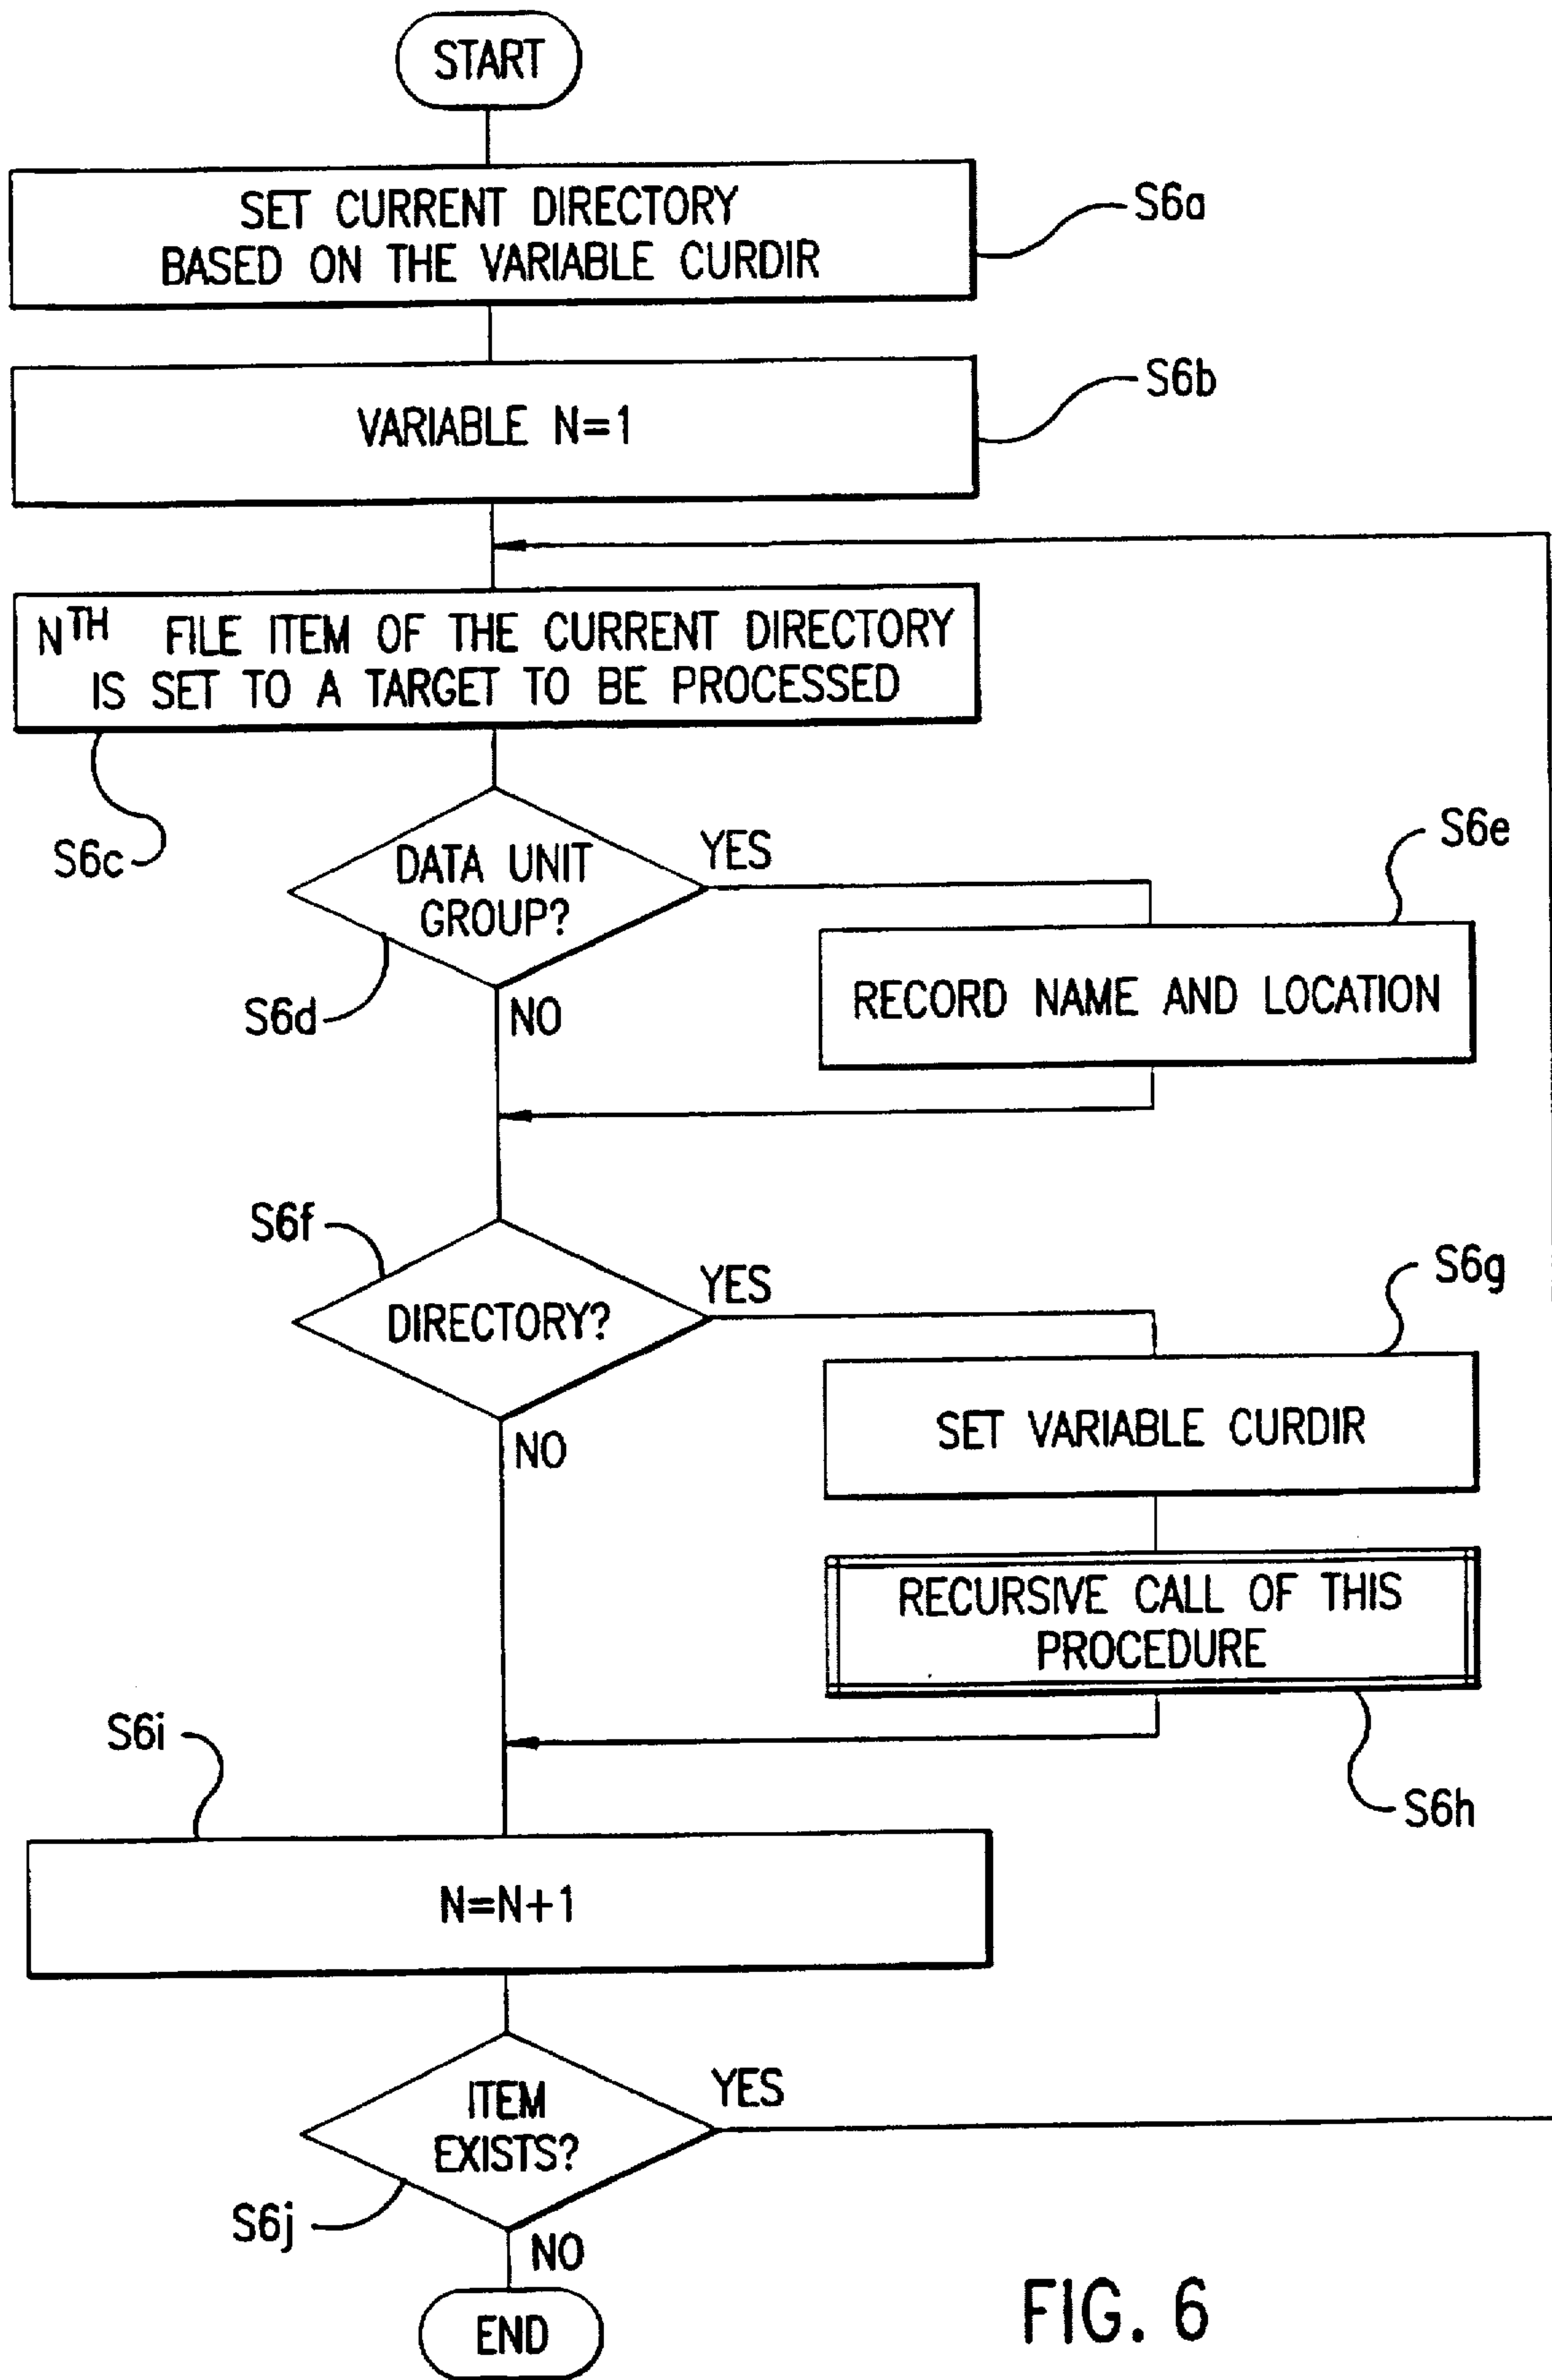 START
SET CURRENT DIRECTORY
BASED ON THE VARIABLE CURDIR
S6a
VARIABLE N=1
S6b
NTH FILE ITEM OF THE CURRENT DIRECTORY
IS SET TO A TARGET TO BE PROCESSED
S6c
DATA UNIT
GROUP?
YES
S6e
S6d
NO
RECORD NAME AND LOCATION
S6f
DIRECTORY?
YES
S6g
NO
SET VARIABLE CURDIR
RECURSIVE CALL OF THIS
PROCEDURE
S6i
S6h
N=N+1
ITEM
EXISTS?
YES
S6j
NO
END
FIG. 6